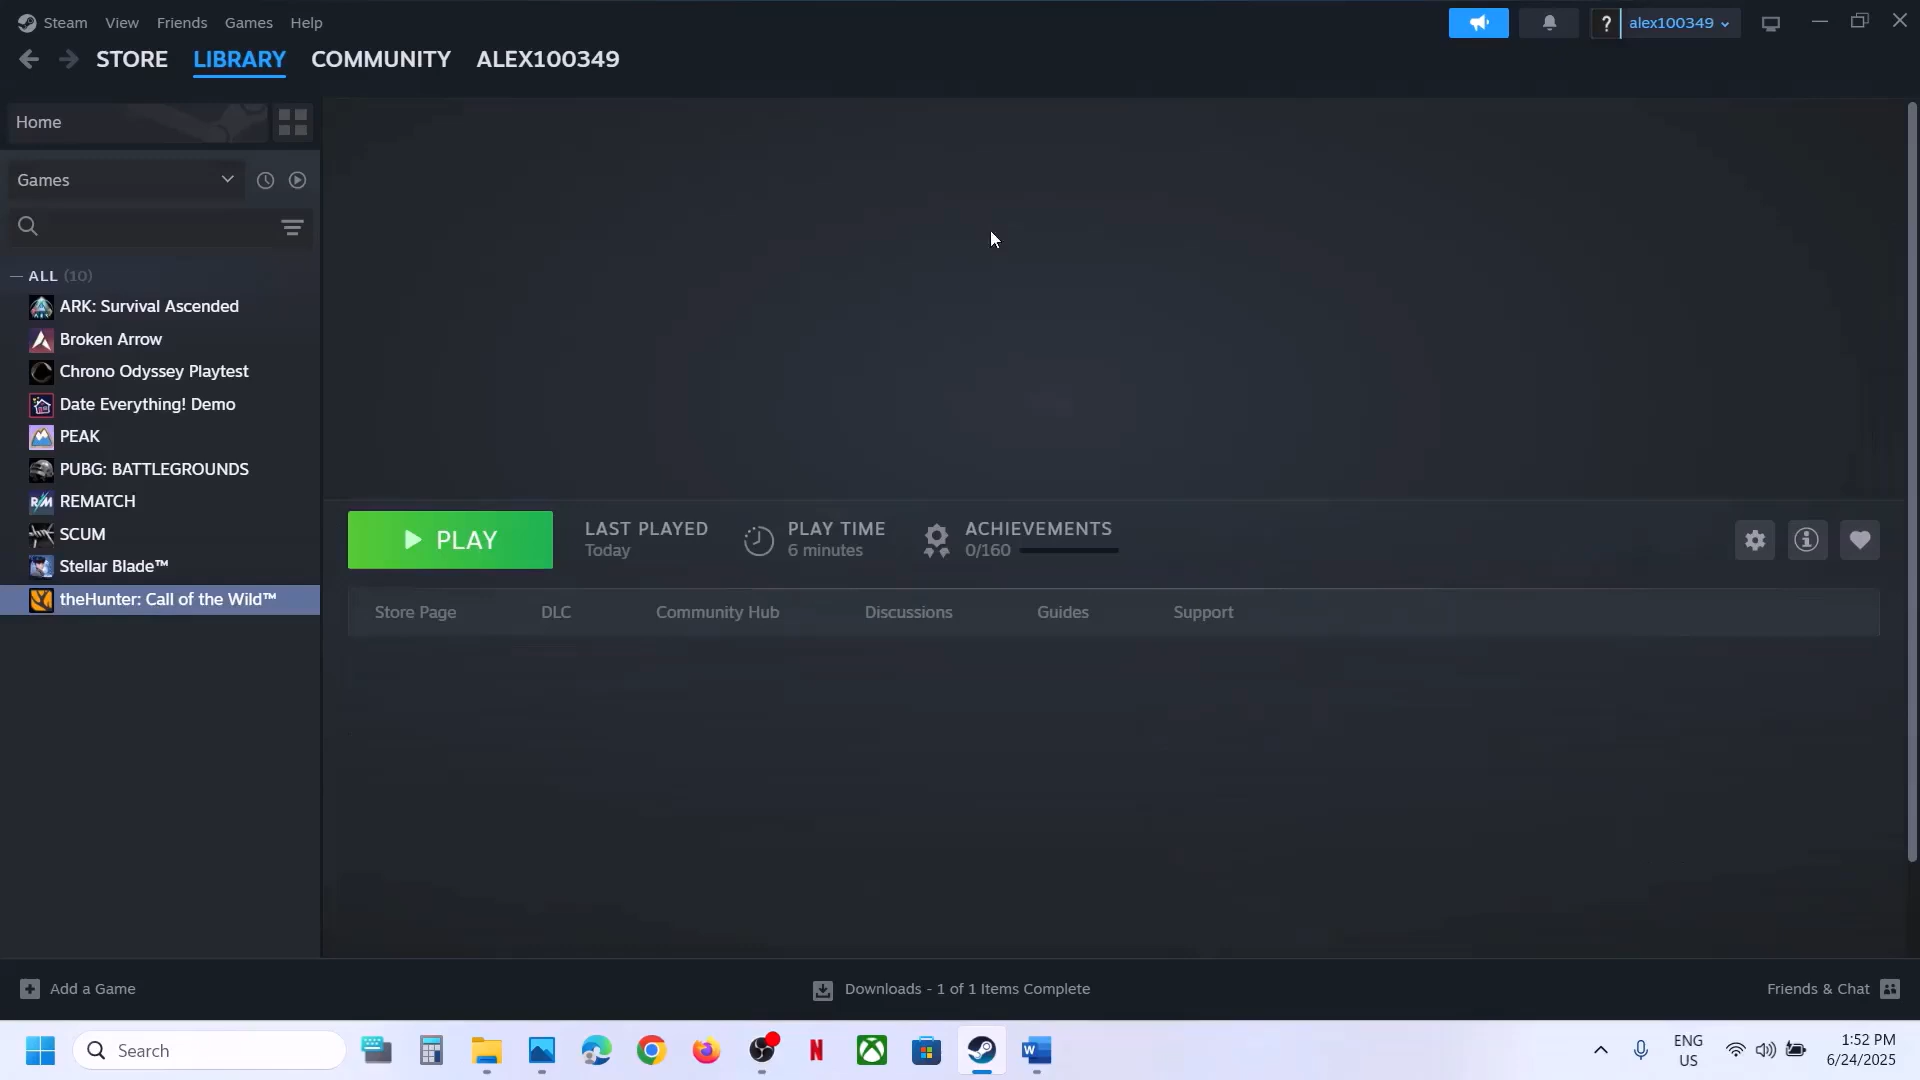 Steam View Friends Games Help
? alex100349
STORE LIBRARY COMMUNITY ALEX100349
Home
Games
— ALL (10)
ARK: Survival Ascended
Broken Arrow
Chrono Odyssey Playtest
Date Everything! Demo
PEAK
PUBG: BATTLEGROUNDS
REMATCH
SCUM
Stellar Blade™
theHunter: Call of the Wild™
PLAY
LAST PLAYED
Today
PLAY TIME
6 minutes
ACHIEVEMENTS
0/160
Store Page DLC Community Hub Discussions Guides Support
Add a Game
Downloads - 1 of 1 Items Complete
Friends & Chat
Search
ENG
US
1:52 PM
6/24/2025